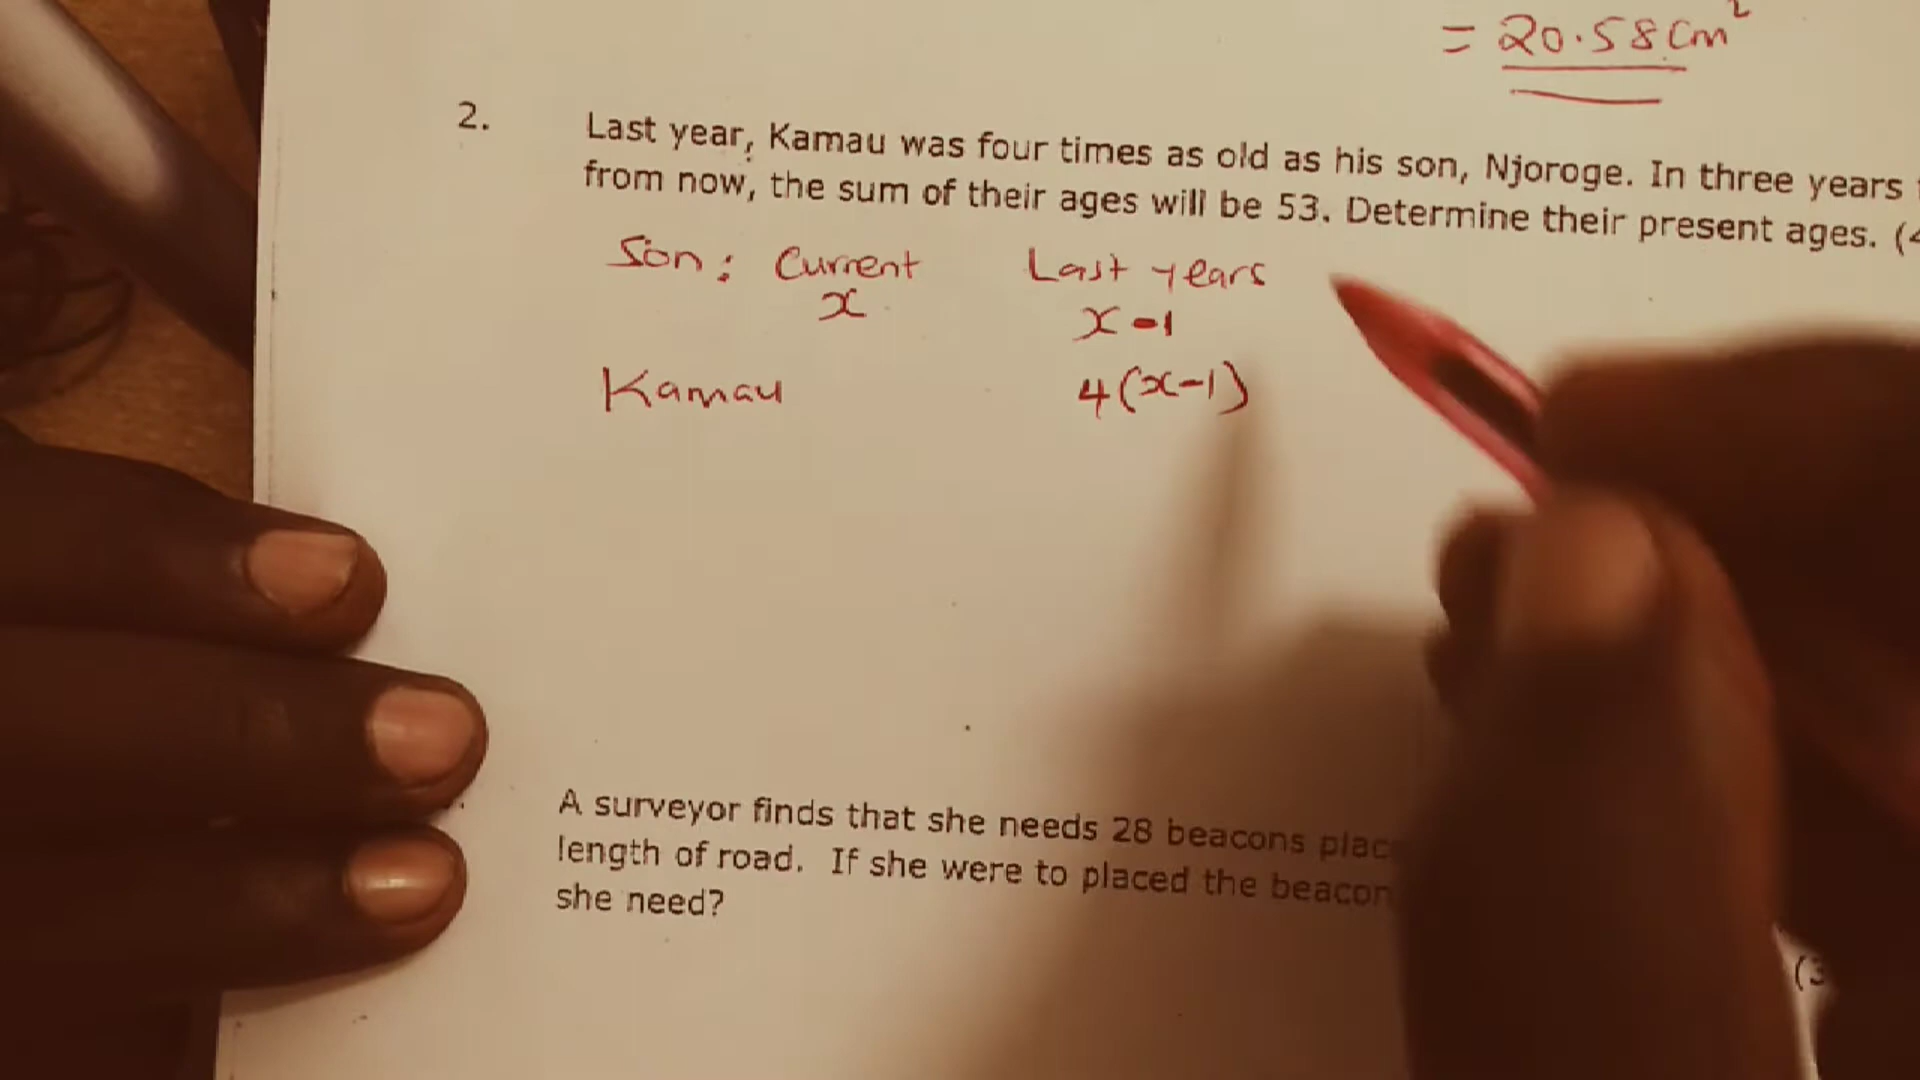 = 20.58cm²
2. Last year, Kamau was four times as old as his son, Njoroge. In three years
from now, the sum of their ages will be 53. Determine their present ages. (4
Son: Current Last years
x x-1
Kamau 4(x-1)
A surveyor finds that she needs 28 beacons
length of road. If she were to placed the
she need?
(3